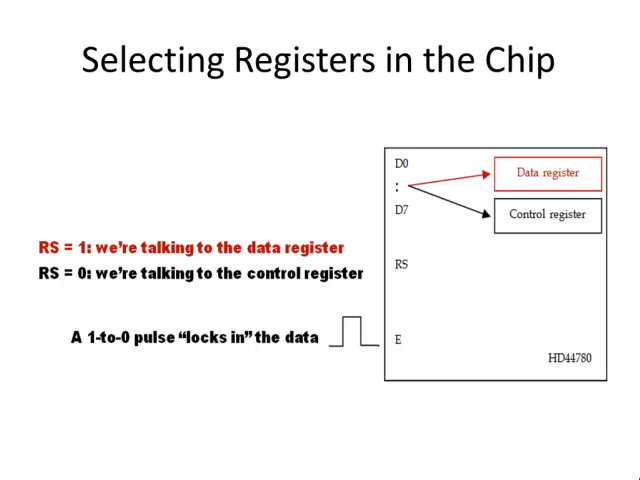 Selecting Registers in the Chip
D0
:
D7
Data register
Control register
RS = 1: we're talking to the data register
RS = 0: we're talking to the control register
RS
A 1-to-0 pulse “locks in” the data
E
HD44780